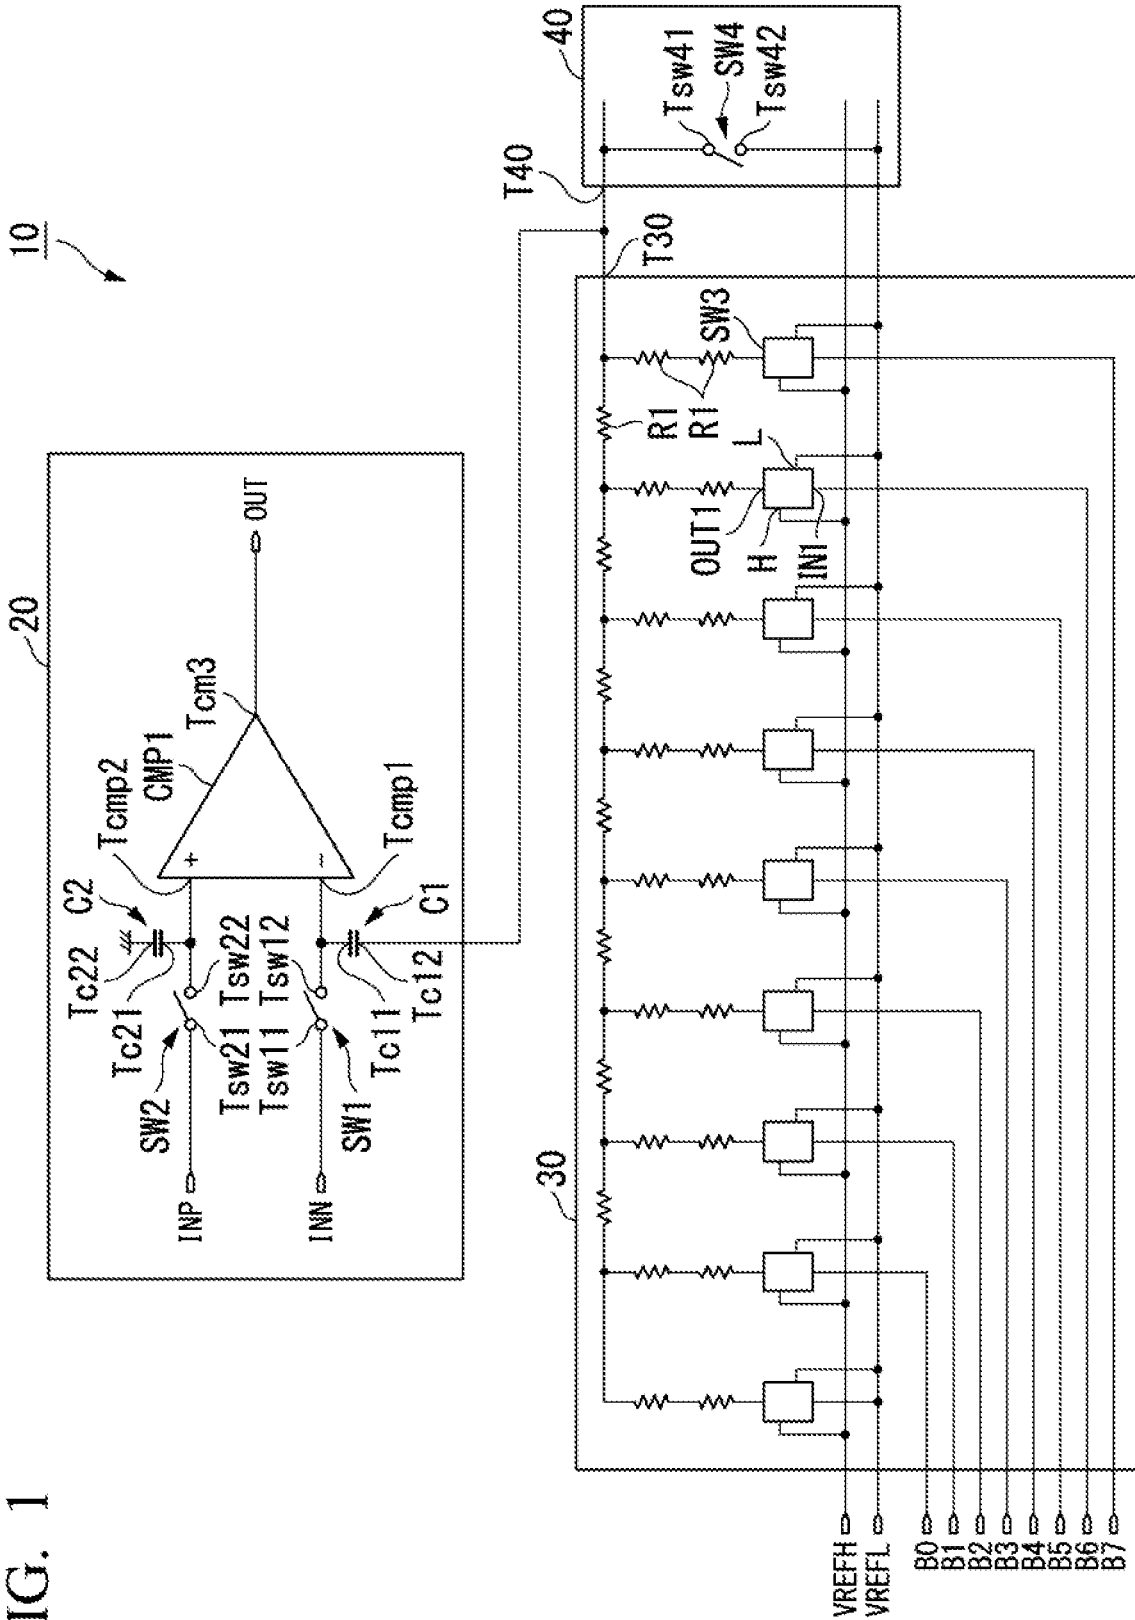 IG. 1
10
20
INP
INN
SW2
SW1
Tsw21
Tsw11
Tsw22
Tsw12
Tc22
Tc21
C2
Tc11
Tc12
C1
Tcmp2
CMP1
Tcmp1
Tcm3
+
−
OUT
30
T30
T40
40
Tsw41
SW4
Tsw42
R1
R1
SW3
OUT1
H
L
IN1
VREFH
VREFL
B0
B1
B2
B3
B4
B5
B6
B7